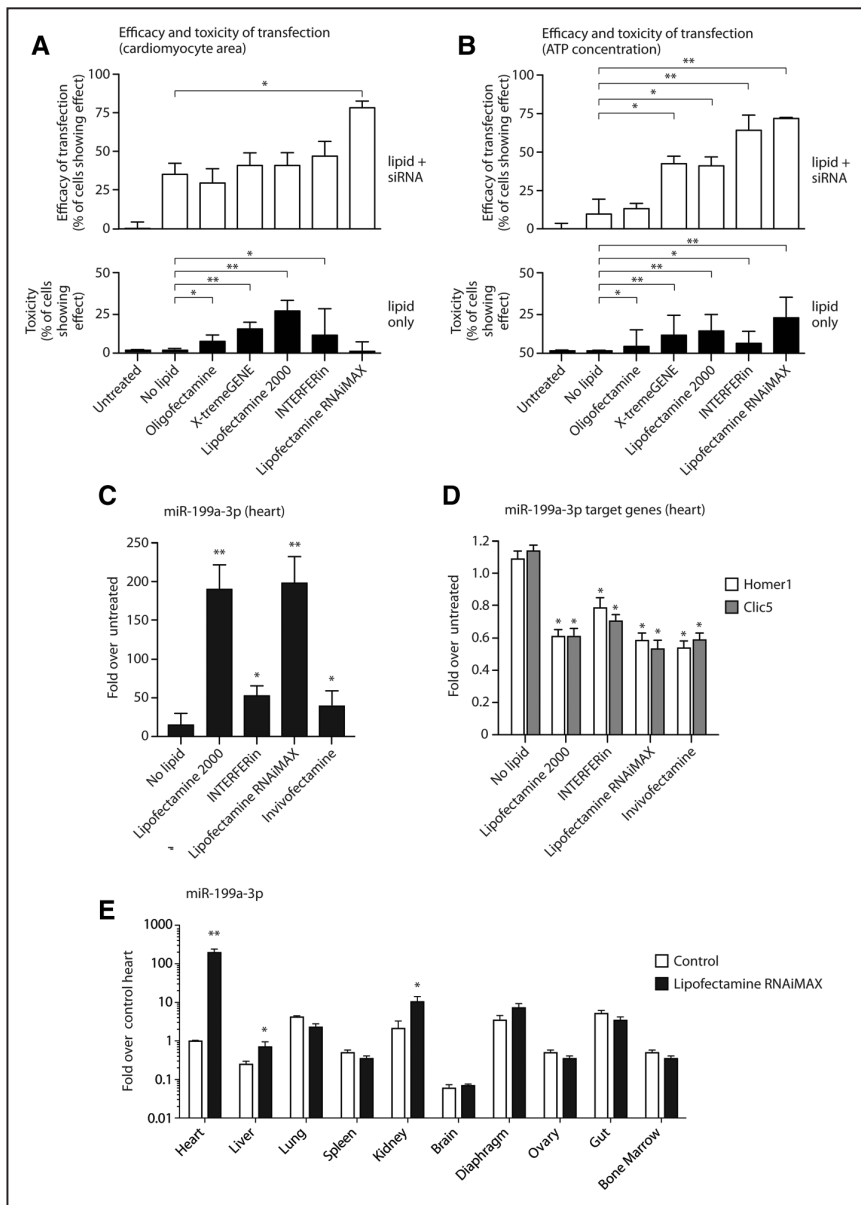 A
Efficacy and toxicity of transfection
(cardiomyocyte area)
Efficacy of transfection
(% of cells showing effect)
100
75
50
25
0
*
lipid +
siRNA
Toxicity
(% of cells
showing
effect)
50
25
0
*
**
**
*
lipid
only
Untreated
No lipid
Oligofectamine
X-tremeGENE
Lipofectamine 2000
INTERFERin
Lipofectamine RNAiMAX
B
Efficacy and toxicity of transfection
(ATP concentration)
Efficacy of transfection
(% of cells showing effect)
100
75
50
25
0
**
**
*
*
lipid +
siRNA
Toxicity
(% of cells
showing
effect)
50
25
50
**
*
**
**
*
lipid
only
Untreated
No lipid
Oligofectamine
X-tremeGENE
Lipofectamine 2000
INTERFERin
Lipofectamine RNAiMAX
C
miR-199a-3p (heart)
Fold over untreated
250
200
150
100
50
0
**
*
**
*
No lipid
Lipofectamine 2000
INTERFERin
Lipofectamine RNAiMAX
Invivofectamine
D
miR-199a-3p target genes (heart)
Fold over untreated
1.2
1.0
0.8
0.6
0.4
0.2
0
* *
* *
* *
* *
Homer1
Clic5
No lipid
Lipofectamine 2000
INTERFERin
Lipofectamine RNAiMAX
Invivofectamine
E
miR-199a-3p
Fold over control heart
1000
100
10
1
0.1
0.01
**
*
*
Control
Lipofectamine RNAiMAX
Heart
Liver
Lung
Spleen
Kidney
Brain
Diaphragm
Ovary
Gut
Bone Marrow